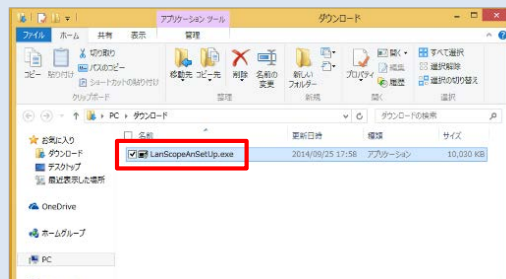 アプリケーション ツール
ダウンロード
ファイル ホーム 共有 表示 管理
コピー 貼り付け
切り取り
パスのコピー
ショートカットの貼り付け
移動先 コピー先 削除 名前の変更
新しいフォルダー
プロパティ
開く
編集
履歴
すべて選択
選択解除
選択の切り替え
クリップボード 整理 新規 開く 選択
PC ダウンロード
ダウンロードの検索
お気に入り
ダウンロード
デスクトップ
最近表示した場所
OneDrive
ホームグループ
PC
名前 更新日時 種類 サイズ
LanScopeAnSetUp.exe 2014/09/25 17:58 アプリケーション 10,030 KB